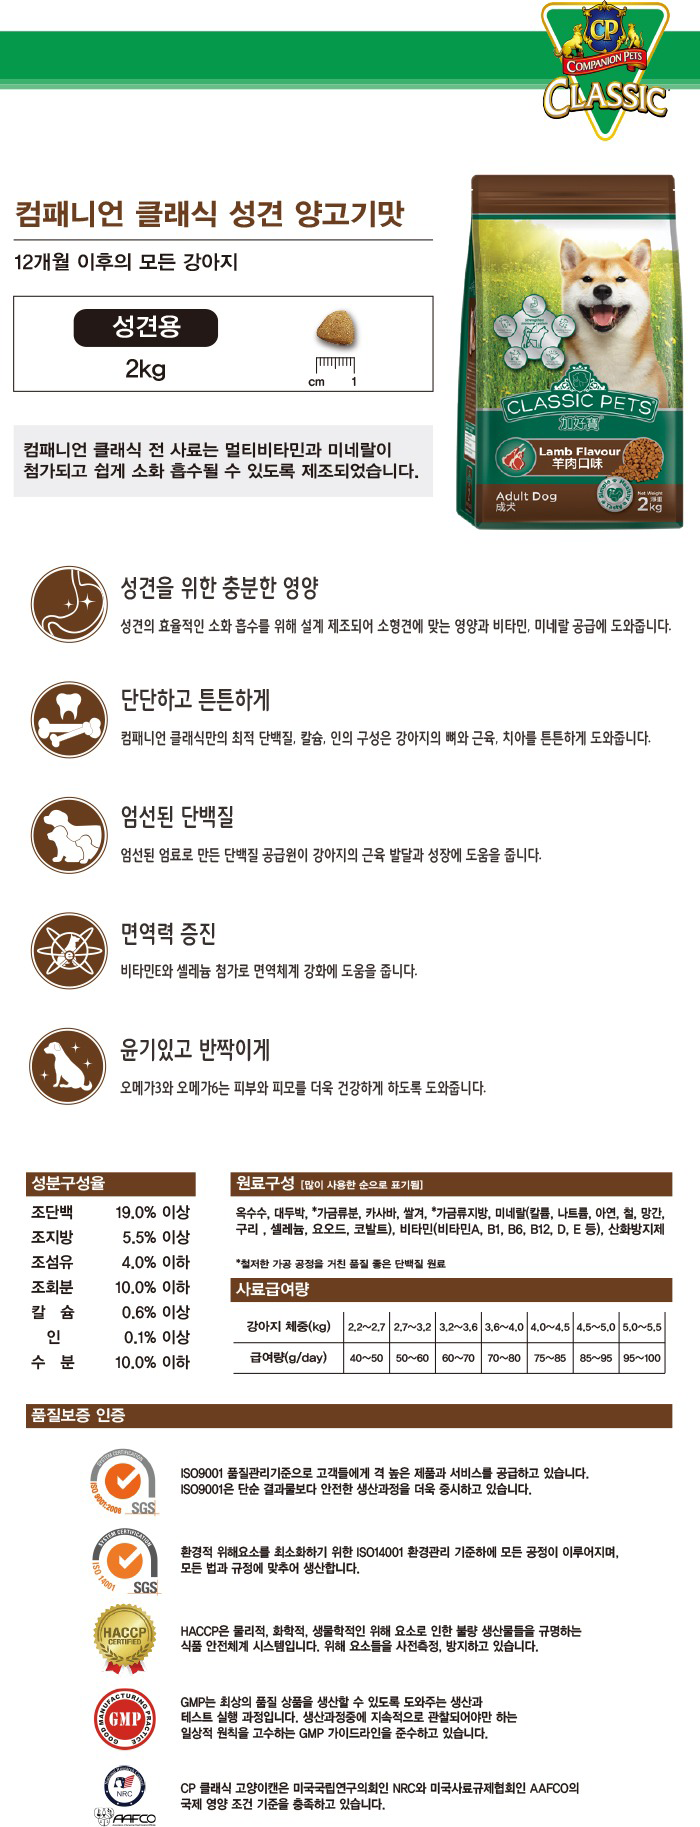 CP
COMPANION PETS
CLASSIC
컴패니언 클래식 성견 양고기맛
12개월 이후의 모든 강아지
성견용
2kg
cm 1
컴패니언 클래식 전 사료는 멀티비타민과 미네랄이
첨가되고 쉽게 소화 흡수될 수 있도록 제조되었습니다.
CLASSIC PETS
加好寶
Lamb Flavour
羊肉口味
Adult Dog
成犬
Net Weight
淨重
2kg
성견을 위한 충분한 영양
성견의 효율적인 소화 흡수를 위해 설계 제조되어 소형견에 맞는 영양과 비타민, 미네랄 공급에 도와줍니다.
단단하고 튼튼하게
컴패니언 클래식만의 최적 단백질, 칼슘, 인의 구성은 강아지의 뼈와 근육, 치아를 튼튼하게 도와줍니다.
엄선된 단백질
엄선된 엄료로 만든 단백질 공급원이 강아지의 근육 발달과 성장에 도움을 줍니다.
면역력 증진
비타민E와 셀레늄 첨가로 면역체계 강화에 도움을 줍니다.
윤기있고 반짝이게
오메가3와 오메가6는 피부와 피모를 더욱 건강하게 하도록 도와줍니다.
성분구성율
조단백 19.0% 이상
조지방 5.5% 이상
조섬유 4.0% 이하
조회분 10.0% 이하
칼 슘 0.6% 이상
인 0.1% 이상
수 분 10.0% 이하
원료구성 [많이 사용한 순으로 표기됨]
옥수수, 대두박, *가금류분, 카사바, 쌀겨, *가금류지방, 미네랄(칼륨, 나트륨, 아연, 철, 망간,
구리 , 셀레늄, 요오드, 코발트), 비타민(비타민A, B1, B6, B12, D, E 등), 산화방지제
*철저한 가공 공정을 거친 품질 좋은 단백질 원료
사료급여량
강아지 체중(kg) 2.2~2.7 2.7~3.2 3.2~3.6 3.6~4.0 4.0~4.5 4.5~5.0 5.0~5.5
급여량(g/day) 40~50 50~60 60~70 70~80 75~85 85~95 95~100
품질보증 인증
SYSTEM CERTIFICATION
ISO 9001:2008
SGS
ISO9001 품질관리기준으로 고객들에게 격 높은 제품과 서비스를 공급하고 있습니다.
ISO9001은 단순 결과물보다 안전한 생산과정을 더욱 중시하고 있습니다.
SYSTEM CERTIFICATION
ISO 14001
SGS
환경적 위해요소를 최소화하기 위한 ISO14001 환경관리 기준하에 모든 공정이 이루어지며,
모든 법과 규정에 맞추어 생산합니다.
HACCP
CERTIFIED
HACCP은 물리적, 화학적, 생물학적인 위해 요소로 인한 불량 생산물들을 규명하는
식품 안전체계 시스템입니다. 위해 요소들을 사전측정, 방지하고 있습니다.
GOOD MANUFACTURING PRACTICE
GMP
GMP는 최상의 품질 상품을 생산할 수 있도록 도와주는 생산과
테스트 실행 과정입니다. 생산과정중에 지속적으로 관찰되어야만 하는
일상적 원칙을 고수하는 GMP 가이드라인을 준수하고 있습니다.
NRC
AAFCO
CP 클래식 고양이캔은 미국국립연구의회인 NRC와 미국사료규제협회인 AAFCO의
국제 영양 조건 기준을 충족하고 있습니다.